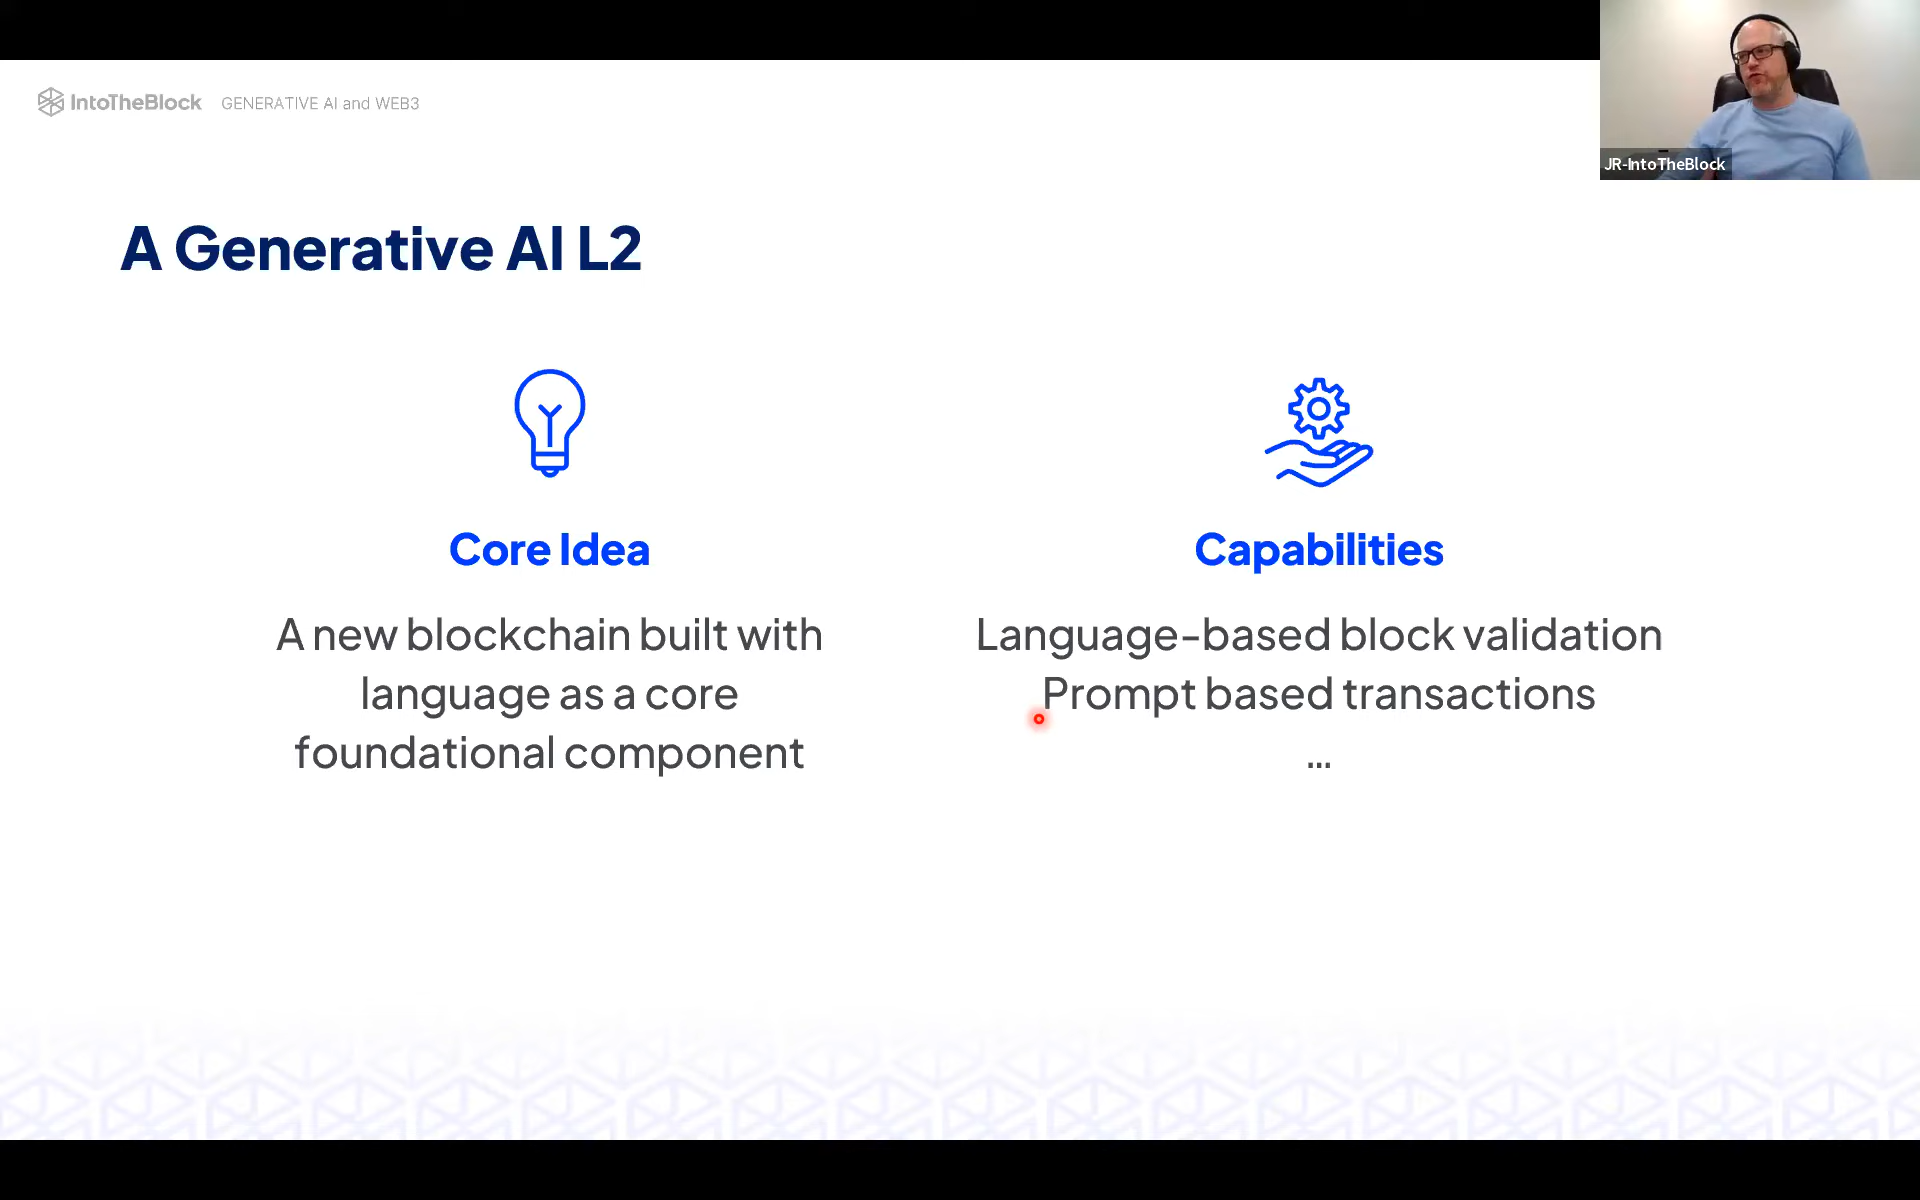 IntoTheBlock GENERATIVE AI and WEB3
JR-IntoTheBlock
A Generative AI L2
Core Idea
A new blockchain built with
language as a core
foundational component
Capabilities
Language-based block validation
Prompt based transactions
...